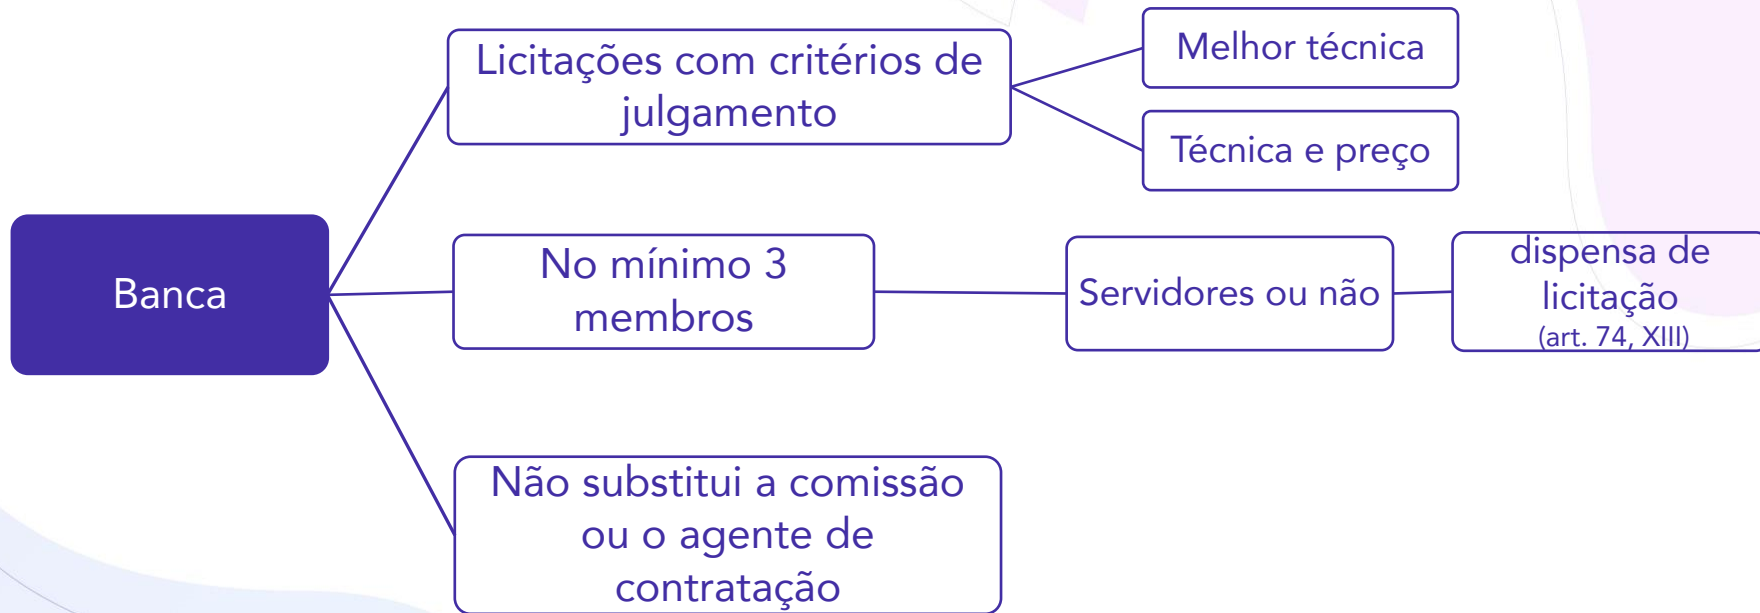 Licitações com critérios de
julgamento
Melhor técnica
Técnica e preço
Banca
No mínimo 3
membros
Servidores ou não
dispensa de
licitação
(art. 74, XIII)
Não substitui a comissão
ou o agente de
contratação